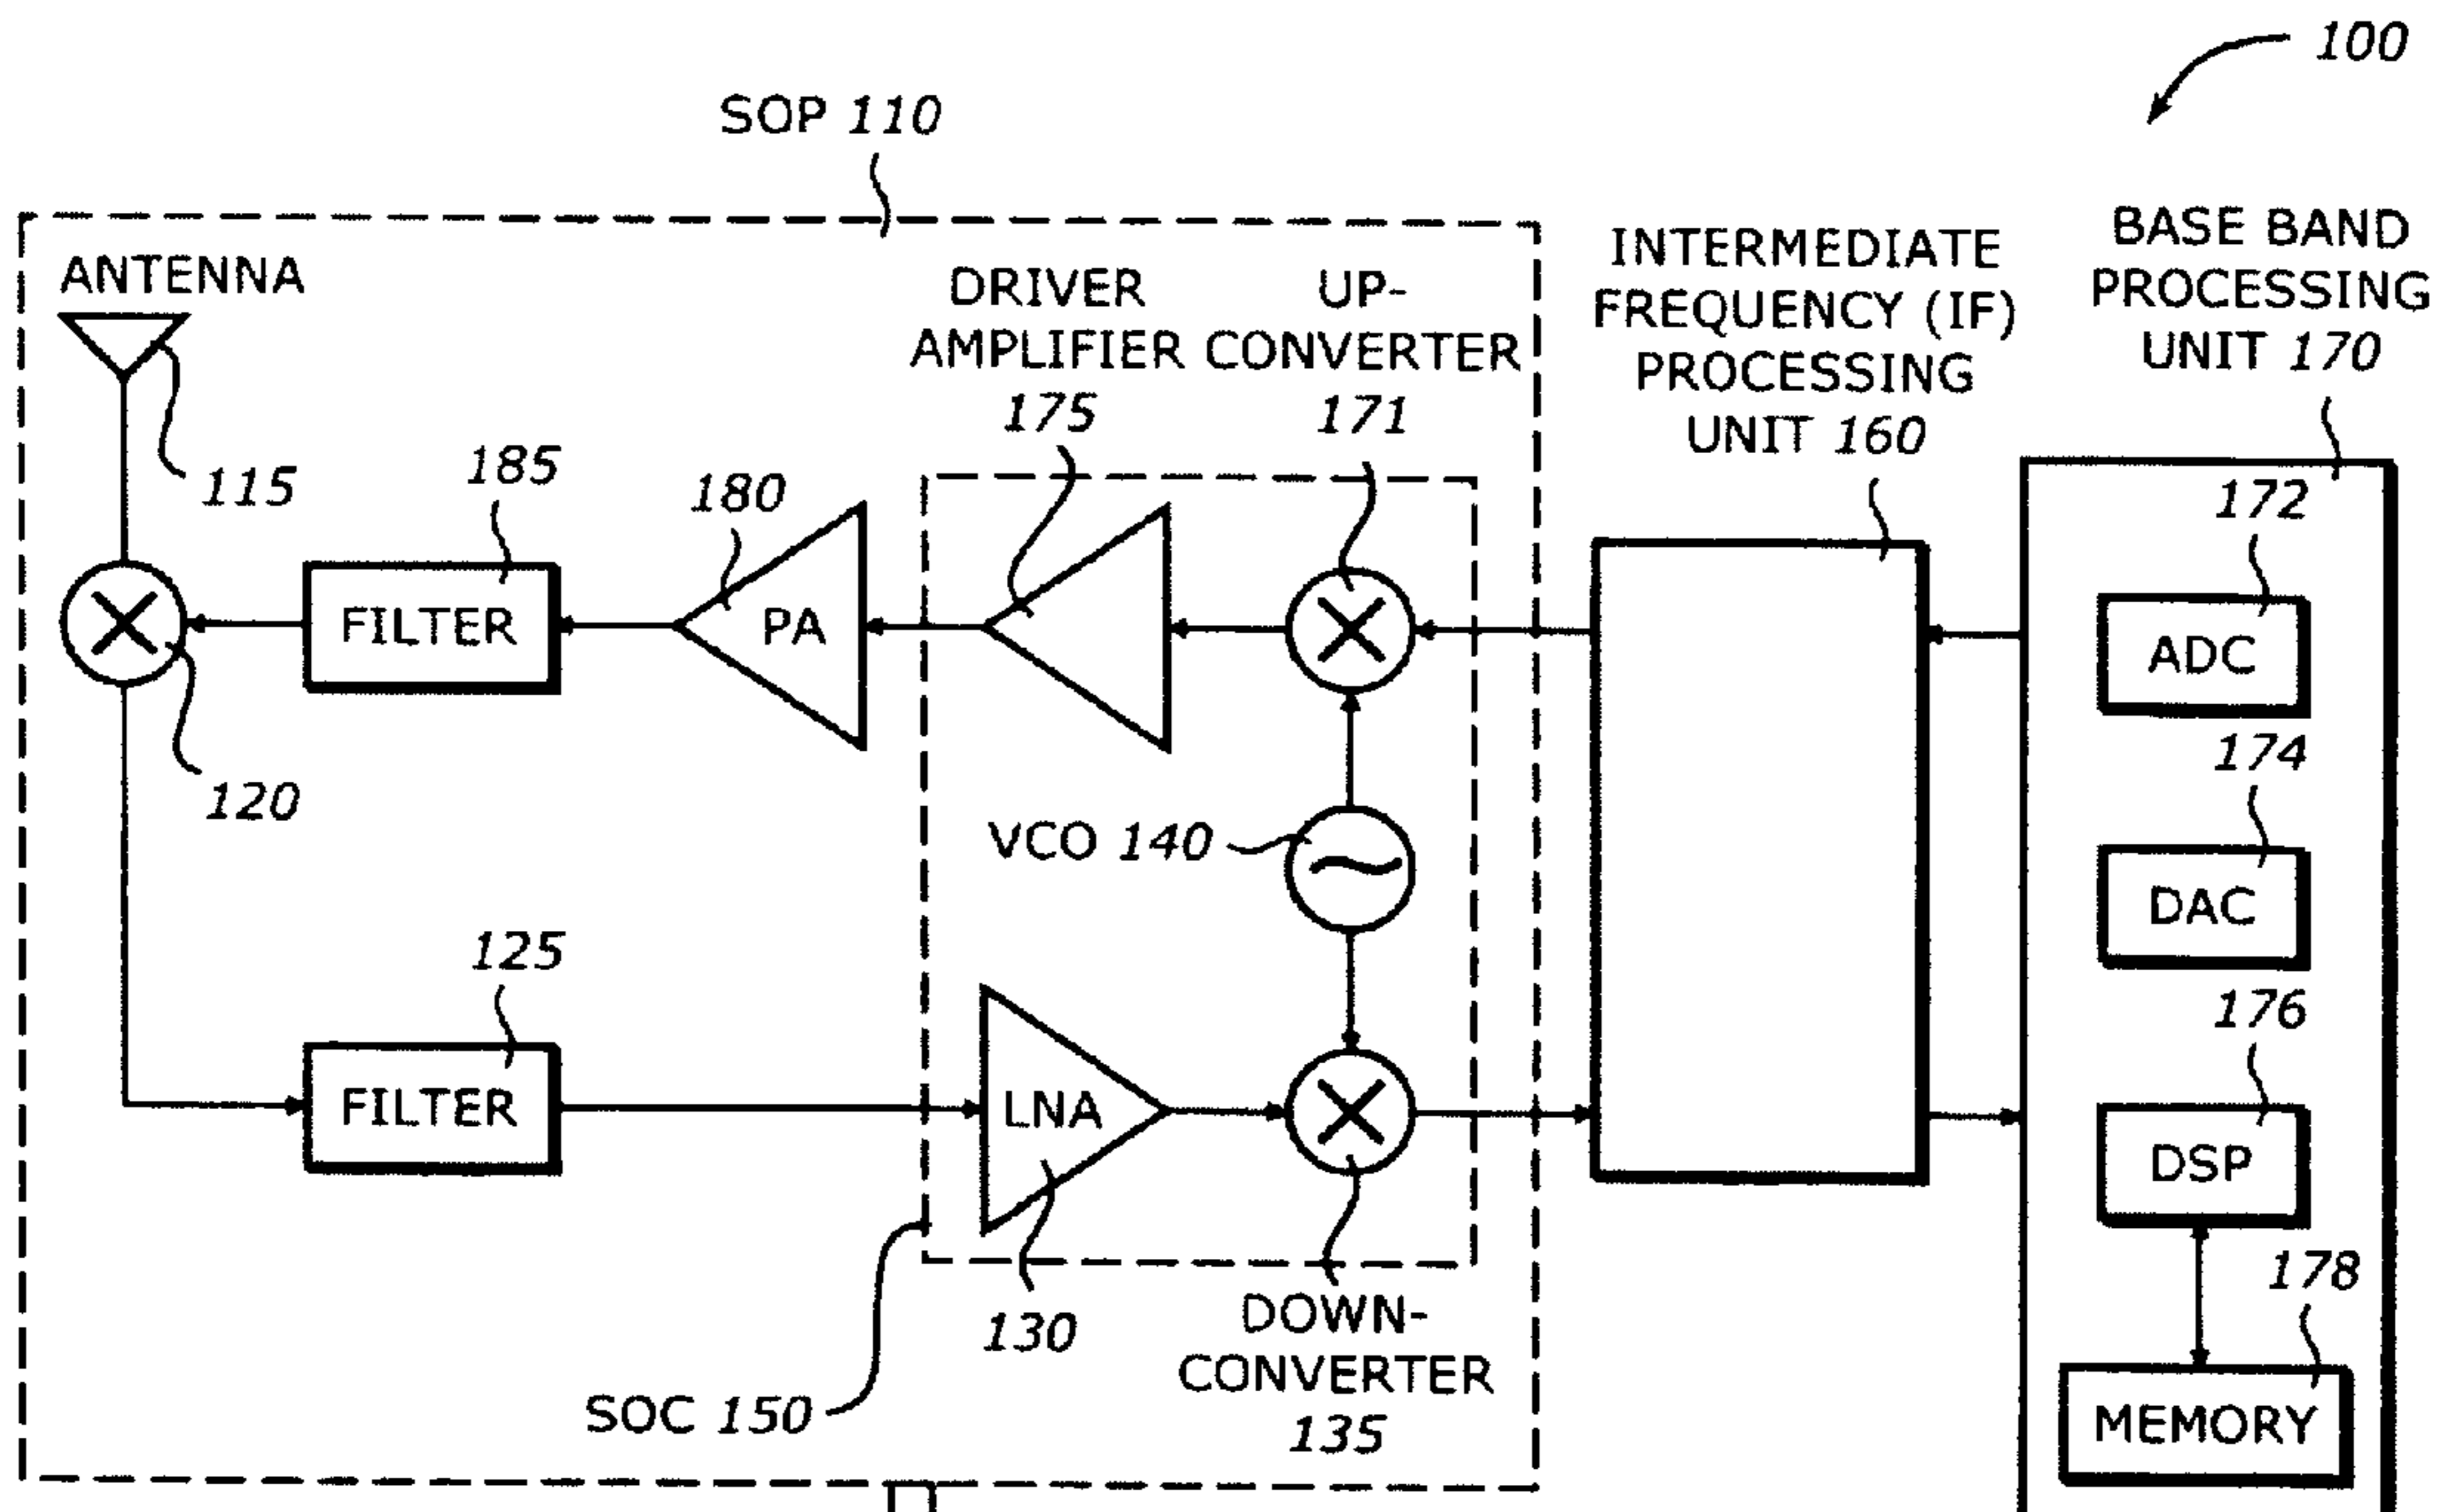 100
SOP 110
ANTENNA
115
DRIVER
AMPLIFIER
175
UP-
CONVERTER
171
INTERMEDIATE
FREQUENCY (IF)
PROCESSING
UNIT 160
BASE BAND
PROCESSING
UNIT 170
185
FILTER
180
PA
120
VCO 140
172
ADC
174
DAC
125
FILTER
LNA
130
176
DSP
178
MEMORY
DOWN-
CONVERTER
135
SOC 150